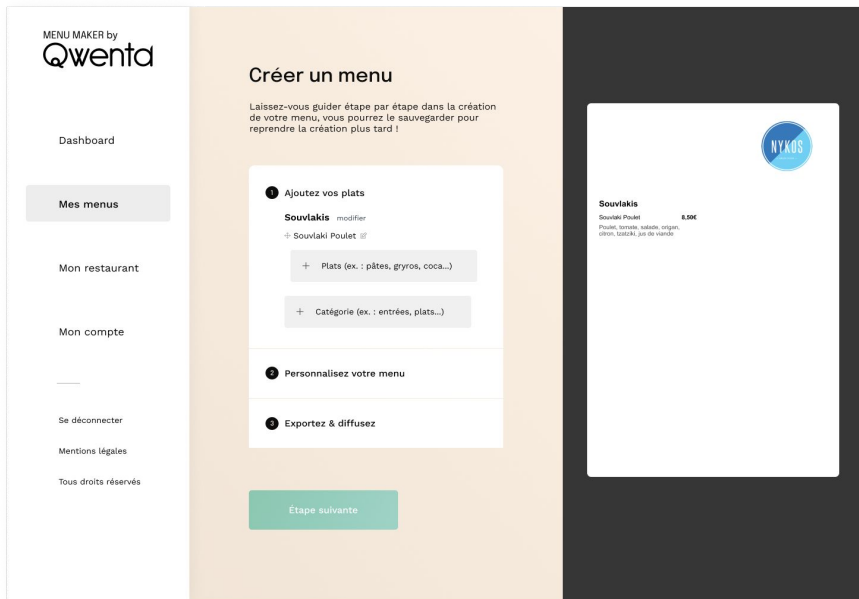 MENU MAKER by
Qwenta
Dashboard
Mes menus
Mon restaurant
Mon compte
Se déconnecter
Mentions légales
Tous droits réservés
Créer un menu
Laissez-vous guider étape par étape dans la création
de votre menu, vous pourrez le sauvegarder pour
reprendre la création plus tard !
1 Ajoutez vos plats
Souvlakis modifier
Souvlaki Poulet
+ Plats (ex. : pâtes, gryros, coca...)
+ Catégorie (ex. : entrées, plats...)
2 Personnalisez votre menu
3 Exportez & diffusez
Étape suivante
NYKOS
Souvlakis
Souvlaki Poulet 8,50€
Poulet, tomate, salade, origan,
citron, tzatziki, jus de viande